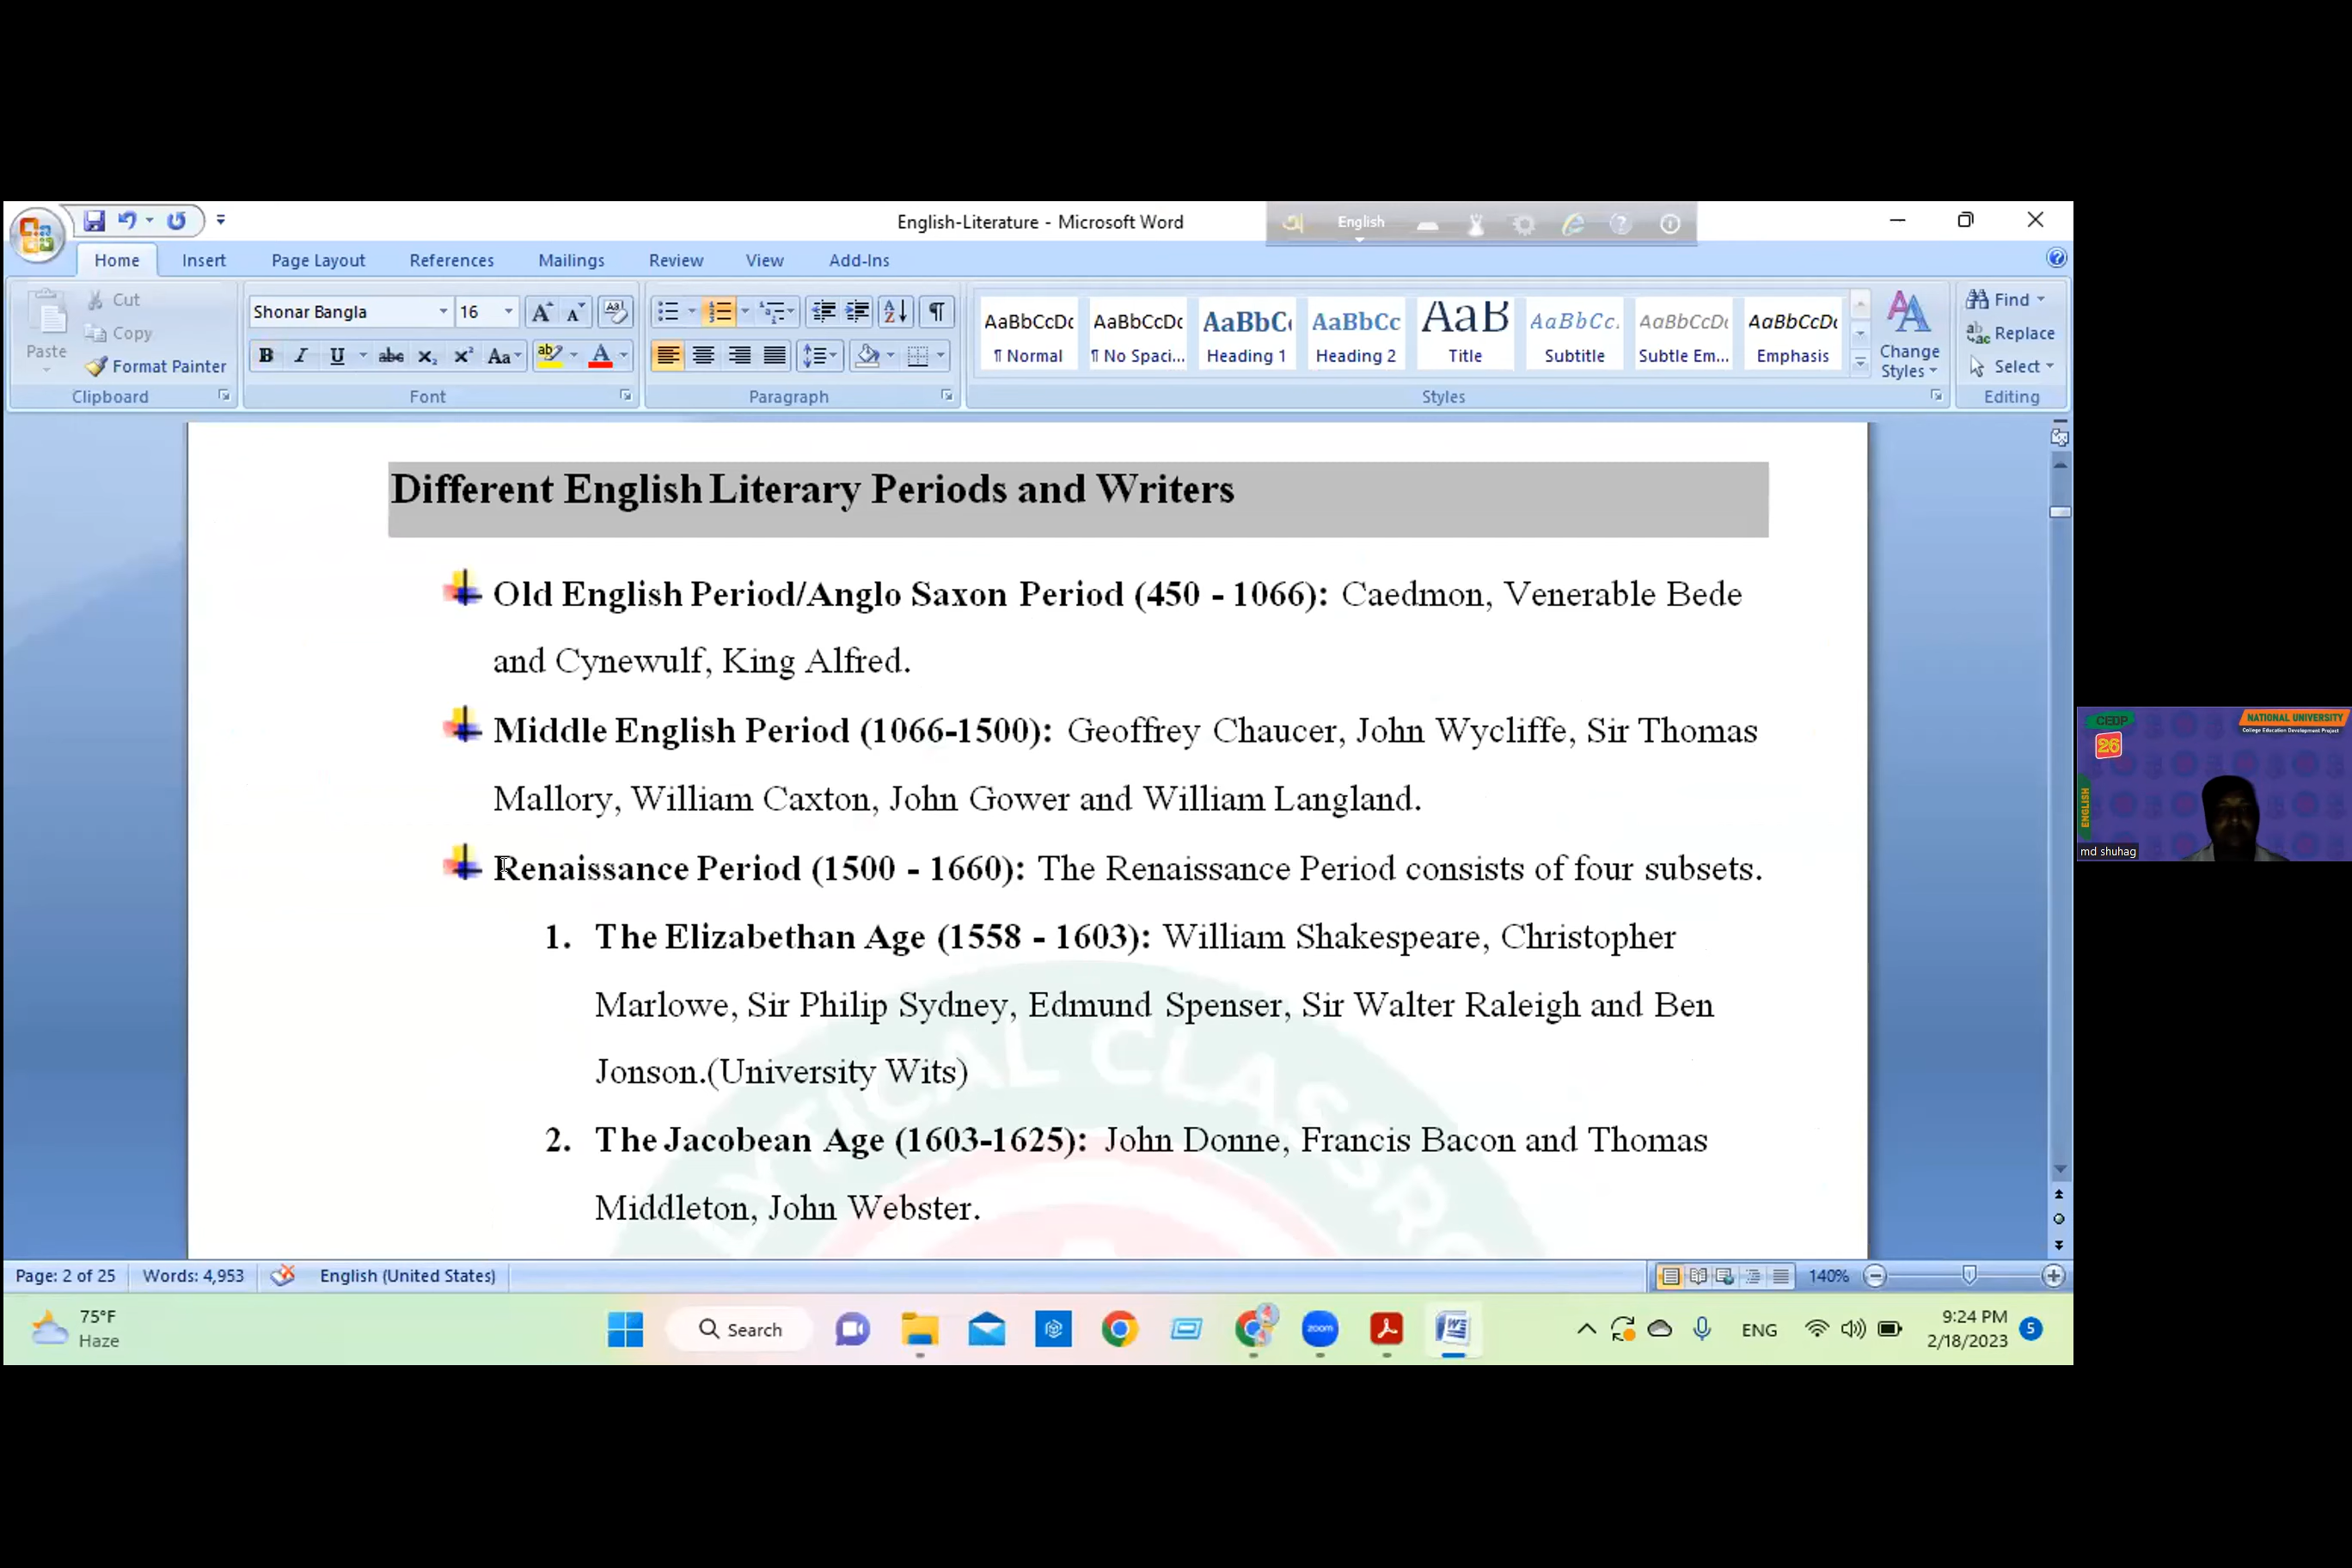 English-Literature - Microsoft Word
English
Home Insert Page Layout References Mailings Review View Add-Ins
Paste
Cut
Copy
Format Painter
Clipboard
Shonar Bangla 16
Font
Paragraph
AaBbCcDc AaBbCcDc AaBbC AaBbCc AaB AaBbCc. AaBbCcDc AaBbCcDc
¶ Normal ¶ No Spaci... Heading 1 Heading 2 Title Subtitle Subtle Em... Emphasis
Change Styles
Styles
Find
Replace
Select
Editing
Different English Literary Periods and Writers
Old English Period/Anglo Saxon Period (450 - 1066): Caedmon, Venerable Bede
and Cynewulf, King Alfred.
Middle English Period (1066-1500): Geoffrey Chaucer, John Wycliffe, Sir Thomas
Mallory, William Caxton, John Gower and William Langland.
Renaissance Period (1500 - 1660): The Renaissance Period consists of four subsets.
1. The Elizabethan Age (1558 - 1603): William Shakespeare, Christopher
Marlowe, Sir Philip Sydney, Edmund Spenser, Sir Walter Raleigh and Ben
Jonson.(University Wits)
2. The Jacobean Age (1603-1625): John Donne, Francis Bacon and Thomas
Middleton, John Webster.
Page: 2 of 25 Words: 4,953 English (United States) 140%
75°F
Haze
Search
zoom
ENG
9:24 PM
2/18/2023
5
CEDP
26
NATIONAL UNIVERSITY
College Education Development Project
ENGLISH
md shuhag